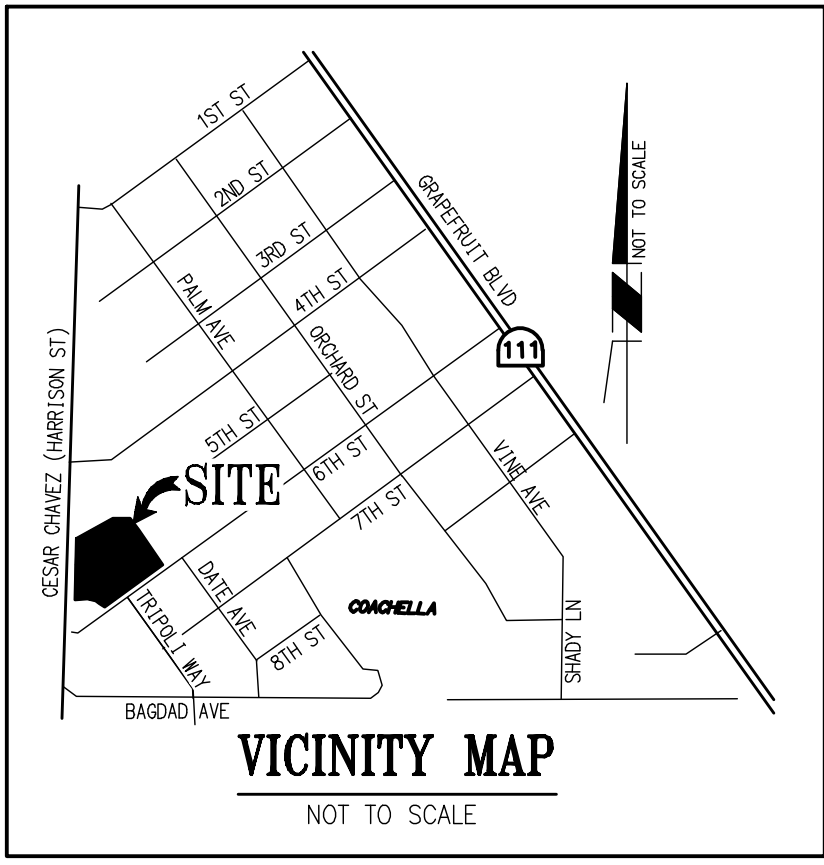 1ST ST
2ND ST
3RD ST
4TH ST
GRAPEFRUIT BLVD
NOT TO SCALE
PALM AVE
ORCHARD ST
111
CESAR CHAVEZ (HARRISON ST)
5TH ST
6TH ST
7TH ST
VINE AVE
SITE
DATE AVE
TRIPOLI WAY
8TH ST
COACHELLA
SHADY LN
BAGDAD AVE
VICINITY MAP
NOT TO SCALE